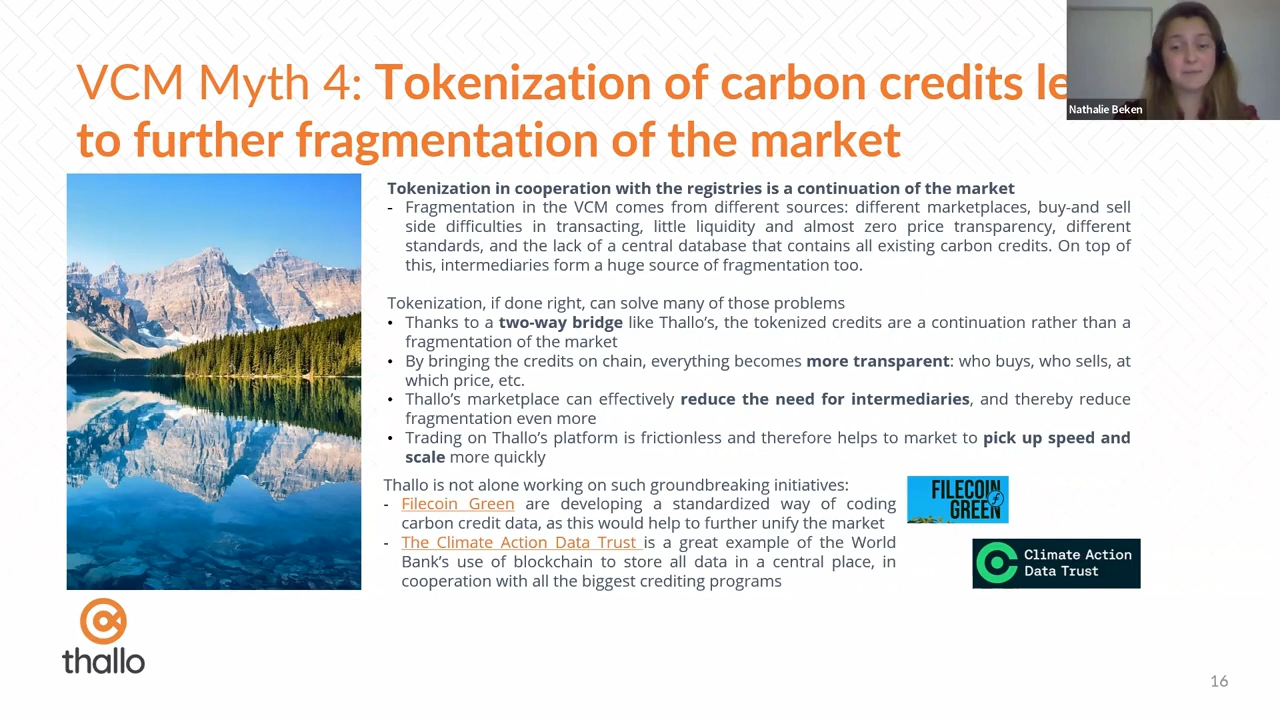 VCM Myth 4: Tokenization of carbon credits le
to further fragmentation of the market
Nathalie Beken
Tokenization in cooperation with the registries is a continuation of the market
- Fragmentation in the VCM comes from different sources: different marketplaces, buy-and sell
side difficulties in transacting, little liquidity and almost zero price transparency, different
standards, and the lack of a central database that contains all existing carbon credits. On top of
this, intermediaries form a huge source of fragmentation too.
Tokenization, if done right, can solve many of those problems
• Thanks to a two-way bridge like Thallo's, the tokenized credits are a continuation rather than a
fragmentation of the market
• By bringing the credits on chain, everything becomes more transparent: who buys, who sells, at
which price, etc.
• Thallo's marketplace can effectively reduce the need for intermediaries, and thereby reduce
fragmentation even more
• Trading on Thallo's platform is frictionless and therefore helps to market to pick up speed and
scale more quickly
Thallo is not alone working on such groundbreaking initiatives:
- Filecoin Green are developing a standardized way of coding
carbon credit data, as this would help to further unify the market
- The Climate Action Data Trust is a great example of the World
Bank's use of blockchain to store all data in a central place, in
cooperation with all the biggest crediting programs
FILECOIN
GREEN
Climate Action
Data Trust
thallo
16